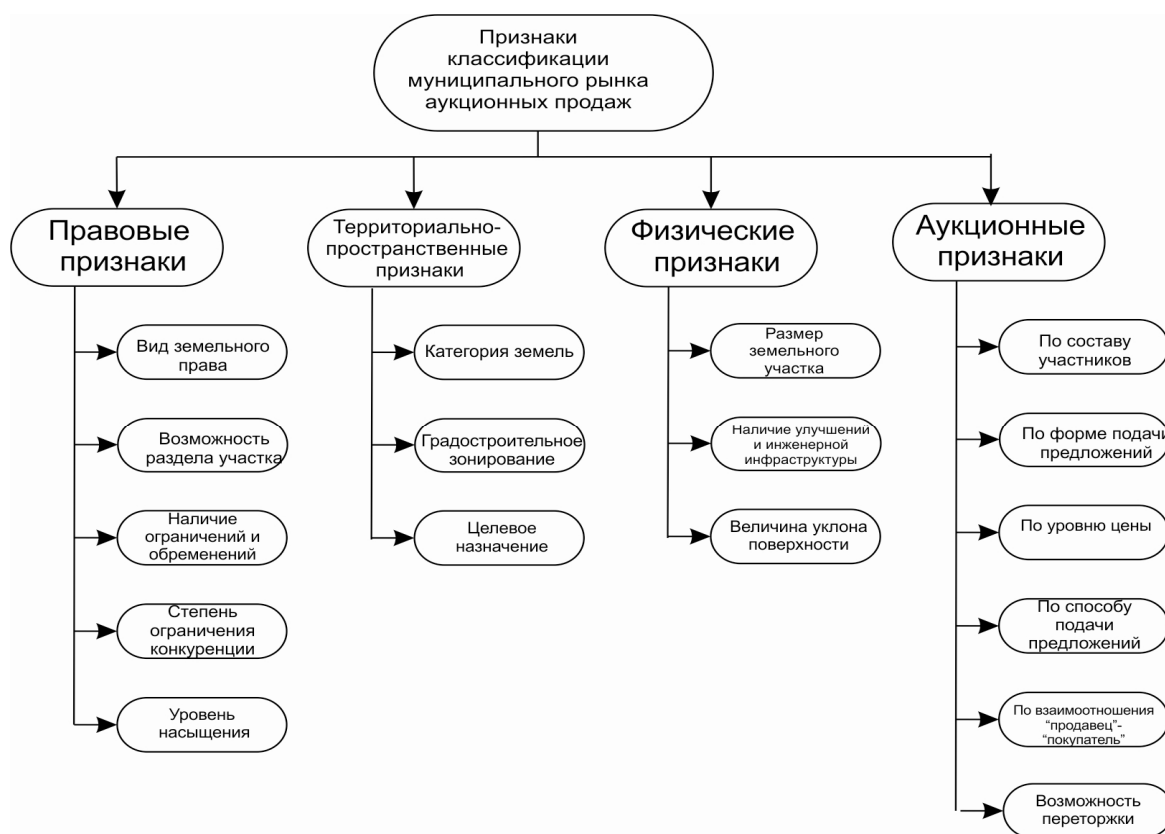 Признаки
классификации
муниципального рынка
аукционных продаж
Правовые
признаки
Вид земельного
права
Возможность
раздела участка
Наличие
ограничений и
обременений
Степень
ограничения
конкуренции
Уровень
насыщения
Территориально-
пространственные
признаки
Категория земель
Градостроительное
зонирование
Целевое
назначение
Физические
признаки
Размер
земельного
участка
Наличие улучшений
и инженерной
инфраструктуры
Величина уклона
поверхности
Аукционные
признаки
По составу
участников
По форме подачи
предложений
По уровню цены
По способу
подачи
предложений
По взаимоотношения
“продавец”-
“покупатель”
Возможность
переторжки